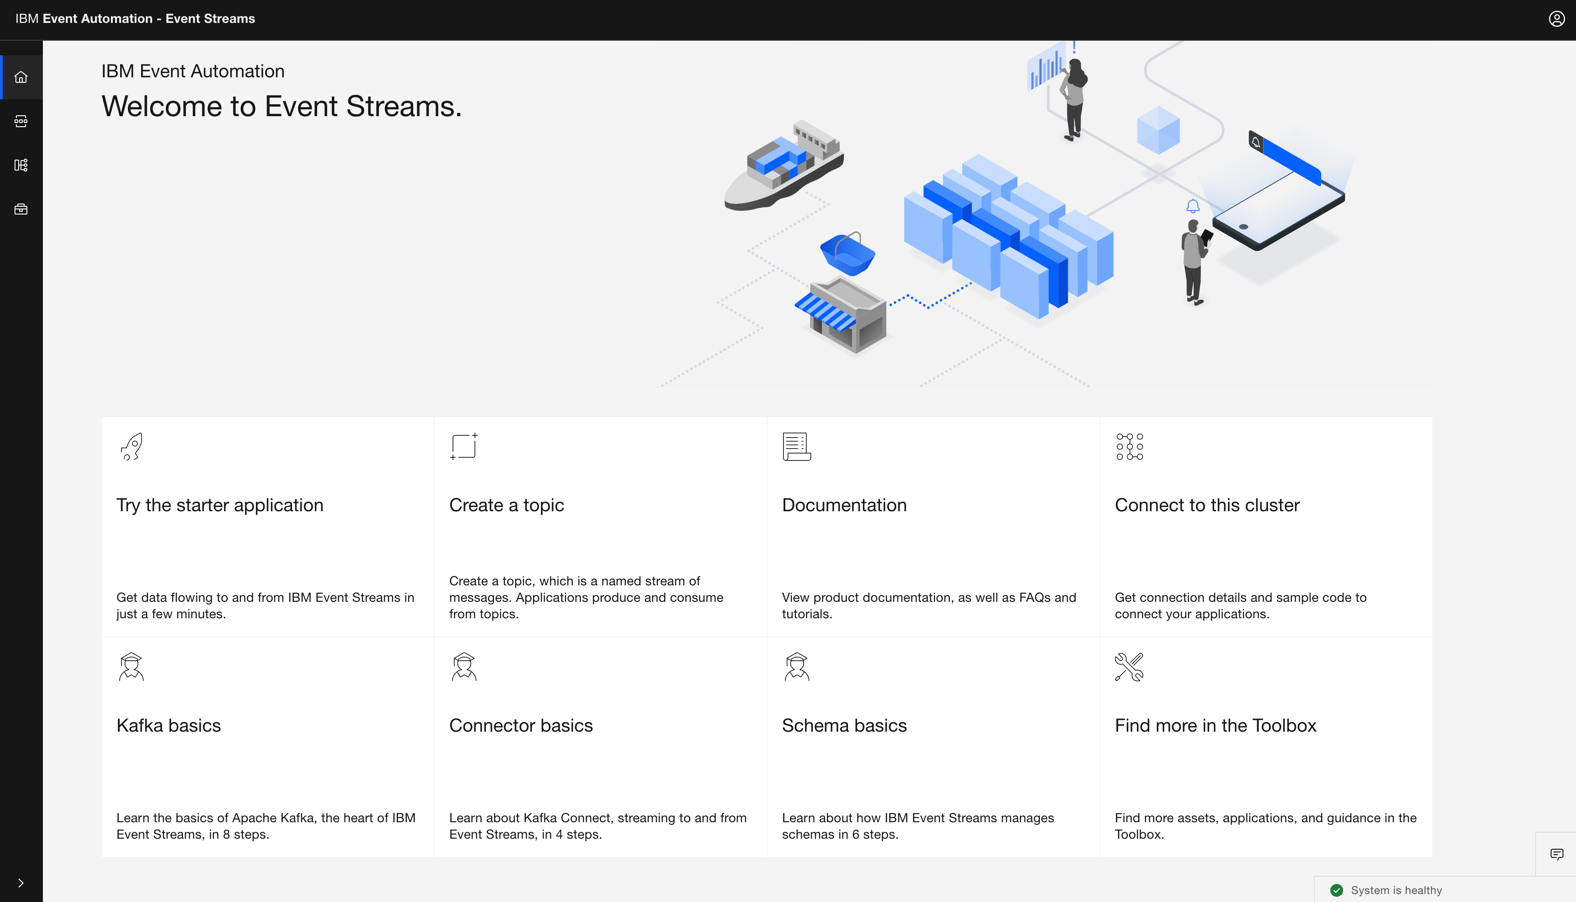 IBM Event Automation - Event Streams
IBM Event Automation
Welcome to Event Streams.
Try the starter application
Get data flowing to and from IBM Event Streams in
just a few minutes.
Create a topic
Create a topic, which is a named stream of
messages. Applications produce and consume
from topics.
Documentation
View product documentation, as well as FAQs and
tutorials.
Connect to this cluster
Get connection details and sample code to
connect your applications.
Kafka basics
Learn the basics of Apache Kafka, the heart of IBM
Event Streams, in 8 steps.
Connector basics
Learn about Kafka Connect, streaming to and from
Event Streams, in 4 steps.
Schema basics
Learn about how IBM Event Streams manages
schemas in 6 steps.
Find more in the Toolbox
Find more assets, applications, and guidance in the
Toolbox.
System is healthy